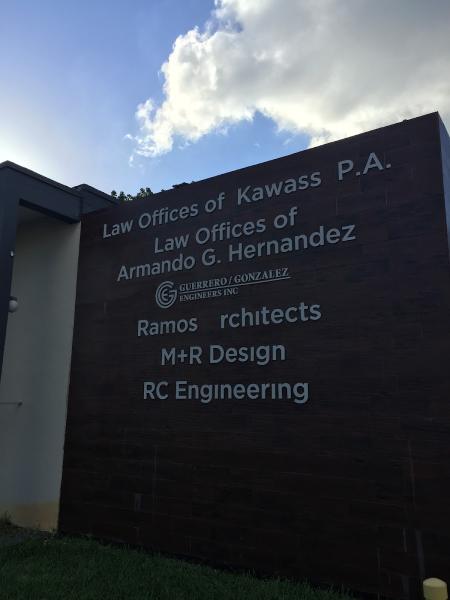 Law Offices of Kawass P.A.
Law Offices of
Armando G. Hernandez
GUERRERO/GONZALEZ
ENGINEERS INC
Ramos rchitects
M+R Design
RC Engineering